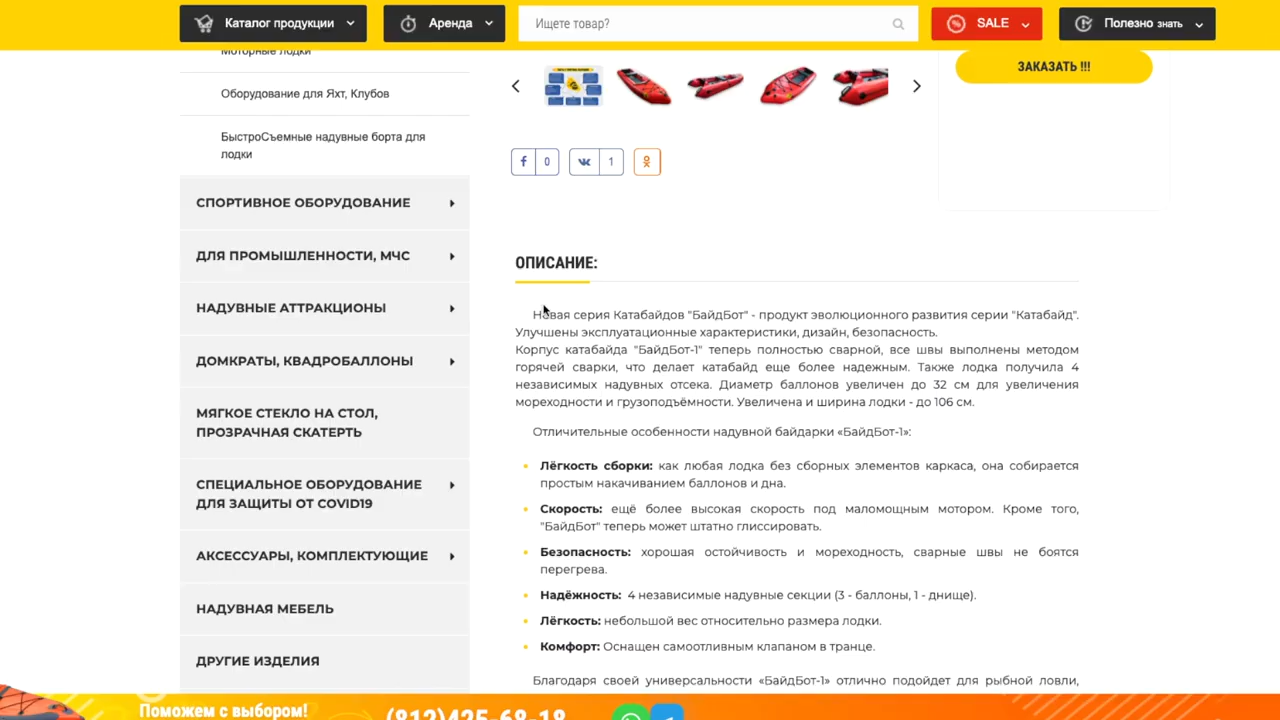 Каталог продукции
Аренда
Ищете товар?
SALE
Полезно знать
Моторные лодки
Оборудование для Яхт, Клубов
БыстроСъемные надувные борта для
лодки
СПОРТИВНОЕ ОБОРУДОВАНИЕ
ДЛЯ ПРОМЫШЛЕННОСТИ, МЧС
НАДУВНЫЕ АТТРАКЦИОНЫ
ДОМКРАТЫ, КВАДРОБАЛЛОНЫ
МЯГКОЕ СТЕКЛО НА СТОЛ,
ПРОЗРАЧНАЯ СКАТЕРТЬ
СПЕЦИАЛЬНОЕ ОБОРУДОВАНИЕ
ДЛЯ ЗАЩИТЫ ОТ COVID19
АКСЕССУАРЫ, КОМПЛЕКТУЮЩИЕ
НАДУВНАЯ МЕБЕЛЬ
ДРУГИЕ ИЗДЕЛИЯ
ЗАКАЗАТЬ !!!
0
1
ОПИСАНИЕ:
Новая серия Катабайдов "БайдБот" - продукт эволюционного развития серии "Катабайд".
Улучшены эксплуатационные характеристики, дизайн, безопасность.
Корпус катабайда "БайдБот-1" теперь полностью сварной, все швы выполнены методом
горячей сварки, что делает катабайд еще более надежным. Также лодка получила 4
независимых надувных отсека. Диаметр баллонов увеличен до 32 см для увеличения
мореходности и грузоподъёмности. Увеличена и ширина лодки - до 106 см.
Отличительные особенности надувной байдарки «БайдБот-1»:
Лёгкость сборки: как любая лодка без сборных элементов каркаса, она собирается
простым накачиванием баллонов и дна.
Скорость: ещё более высокая скорость под маломощным мотором. Кроме того,
"БайдБот" теперь может штатно глиссировать.
Безопасность: хорошая остойчивость и мореходность, сварные швы не боятся
перегрева.
Надёжность: 4 независимые надувные секции (3 - баллоны, 1 - днище).
Лёгкость: небольшой вес относительно размера лодки.
Комфорт: Оснащен самоотливным клапаном в транце.
Благодаря своей универсальности «БайдБот-1» отлично подойдет для рыбной ловли,
Поможем с выбором!
(812)425-68-18